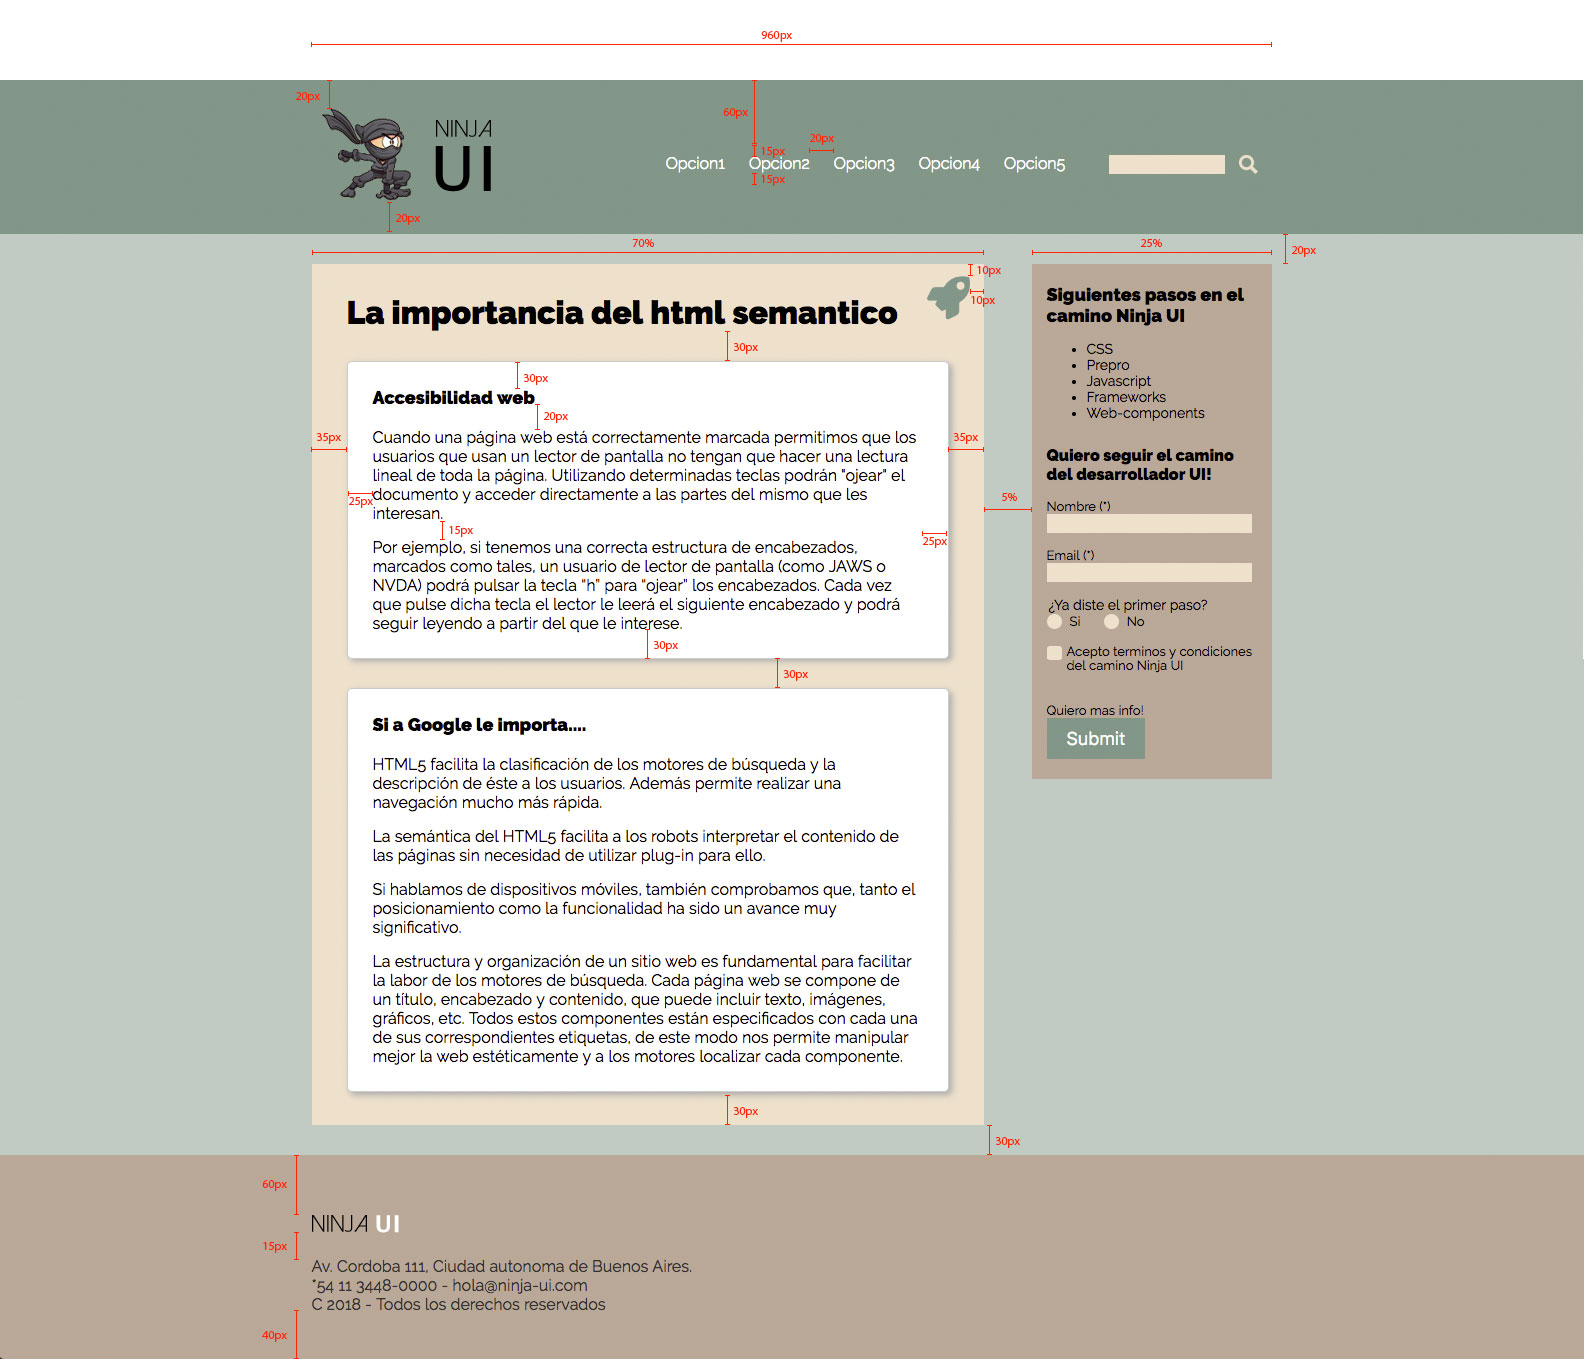 960px
20px
60px
20px
NINJA
UI
15px
Opcion1 Opcion2 Opcion3 Opcion4 Opcion5
15px
20px
70%
25%
20px
10px
10px
La importancia del html semantico
30px
30px
Accesibilidad web
20px
35px
35px
Cuando una página web está correctamente marcada permitimos que los
usuarios que usan un lector de pantalla no tengan que hacer una lectura
lineal de toda la página. Utilizando determinadas teclas podrán "ojear" el
documento y acceder directamente a las partes del mismo que les
25px
interesan.
15px
25px
Por ejemplo, si tenemos una correcta estructura de encabezados,
marcados como tales, un usuario de lector de pantalla (como JAWS o
NVDA) podrá pulsar la tecla “h” para “ojear” los encabezados. Cada vez
que pulse dicha tecla el lector le leerá el siguiente encabezado y podrá
seguir leyendo a partir del que le interese.
30px
30px
Si a Google le importa....
HTML5 facilita la clasificación de los motores de búsqueda y la
descripción de éste a los usuarios. Además permite realizar una
navegación mucho más rápida.
La semántica del HTML5 facilita a los robots interpretar el contenido de
las páginas sin necesidad de utilizar plug-in para ello.
Si hablamos de dispositivos móviles, también comprobamos que, tanto el
posicionamiento como la funcionalidad ha sido un avance muy
significativo.
La estructura y organización de un sitio web es fundamental para facilitar
la labor de los motores de búsqueda. Cada página web se compone de
un título, encabezado y contenido, que puede incluir texto, imágenes,
gráficos, etc. Todos estos componentes están especificados con cada una
de sus correspondientes etiquetas, de este modo nos permite manipular
mejor la web estéticamente y a los motores localizar cada componente.
30px
30px
5%
Siguientes pasos en el
camino Ninja UI
• CSS
• Prepro
• Javascript
• Frameworks
• Web-components
Quiero seguir el camino
del desarrollador UI!
Nombre (*)
Email (*)
¿Ya diste el primer paso?
Si No
Acepto terminos y condiciones
del camino Ninja UI
Quiero mas info!
Submit
60px
NINJA UI
15px
Av. Cordoba 111, Ciudad autonoma de Buenos Aires.
*54 11 3448-0000 - hola@ninja-ui.com
C 2018 - Todos los derechos reservados
40px